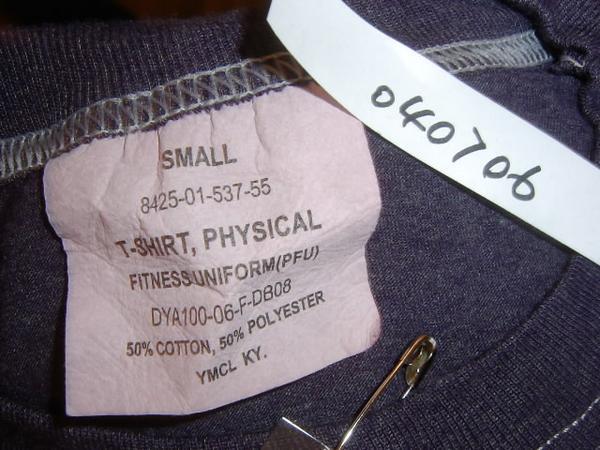 SMALL
8425-01-537-55
T-SHIRT, PHYSICAL
FITNESS UNIFORM(PFU)
DYA100-06-F-DB08
50% COTTON, 50% POLYESTER
YMCL KY.
040706